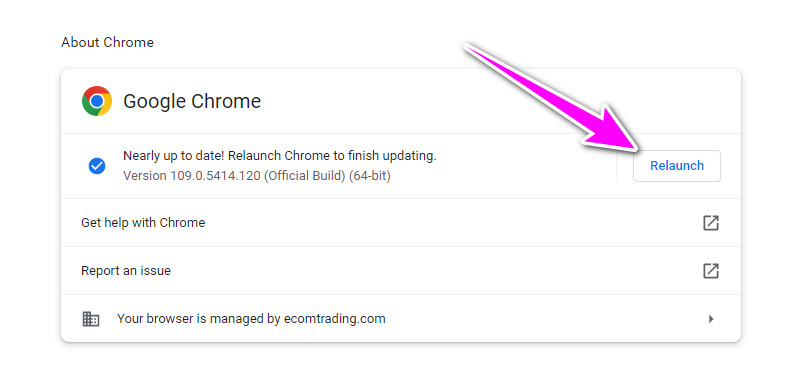 About Chrome
Google Chrome
Nearly up to date! Relaunch Chrome to finish updating.
Version 109.0.5414.120 (Official Build) (64-bit)
Relaunch
Get help with Chrome
Report an issue
Your browser is managed by ecomtrading.com